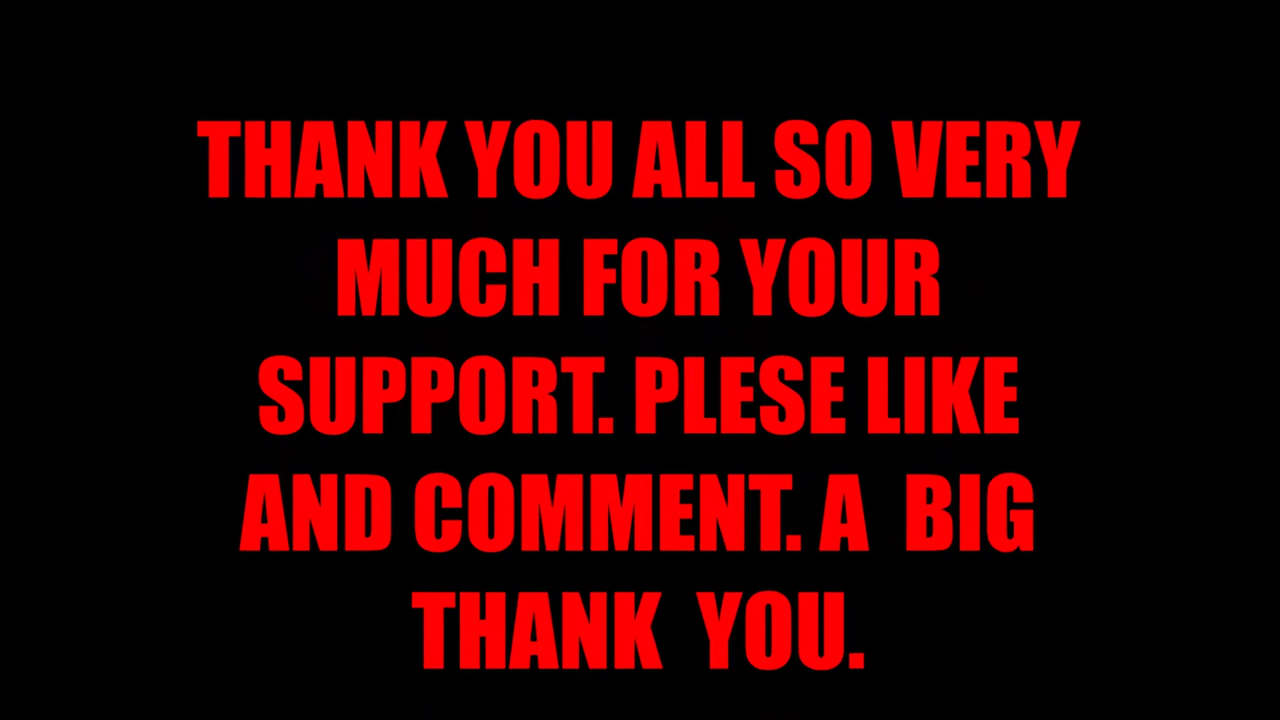 THANK YOU ALL SO VERY
MUCH FOR YOUR
SUPPORT. PLESE LIKE
AND COMMENT. A  BIG
THANK  YOU.